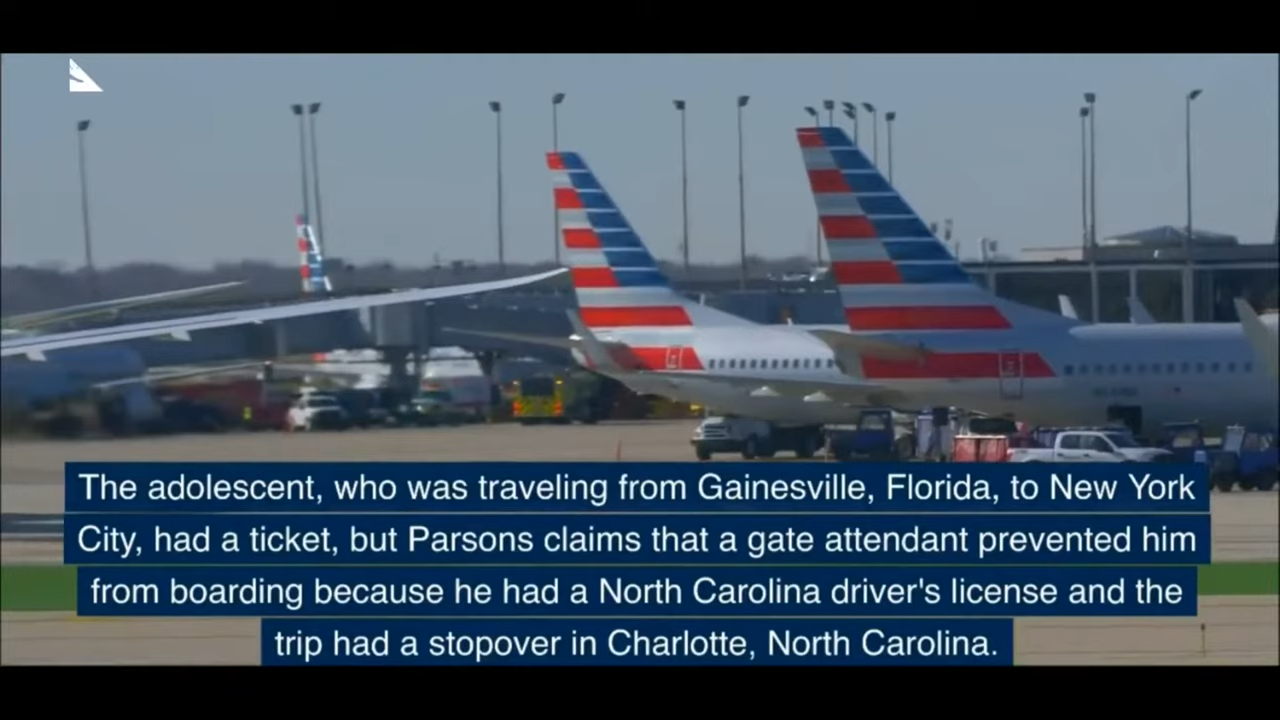 The adolescent, who was traveling from Gainesville, Florida, to New York
City, had a ticket, but Parsons claims that a gate attendant prevented him
from boarding because he had a North Carolina driver's license and the
trip had a stopover in Charlotte, North Carolina.